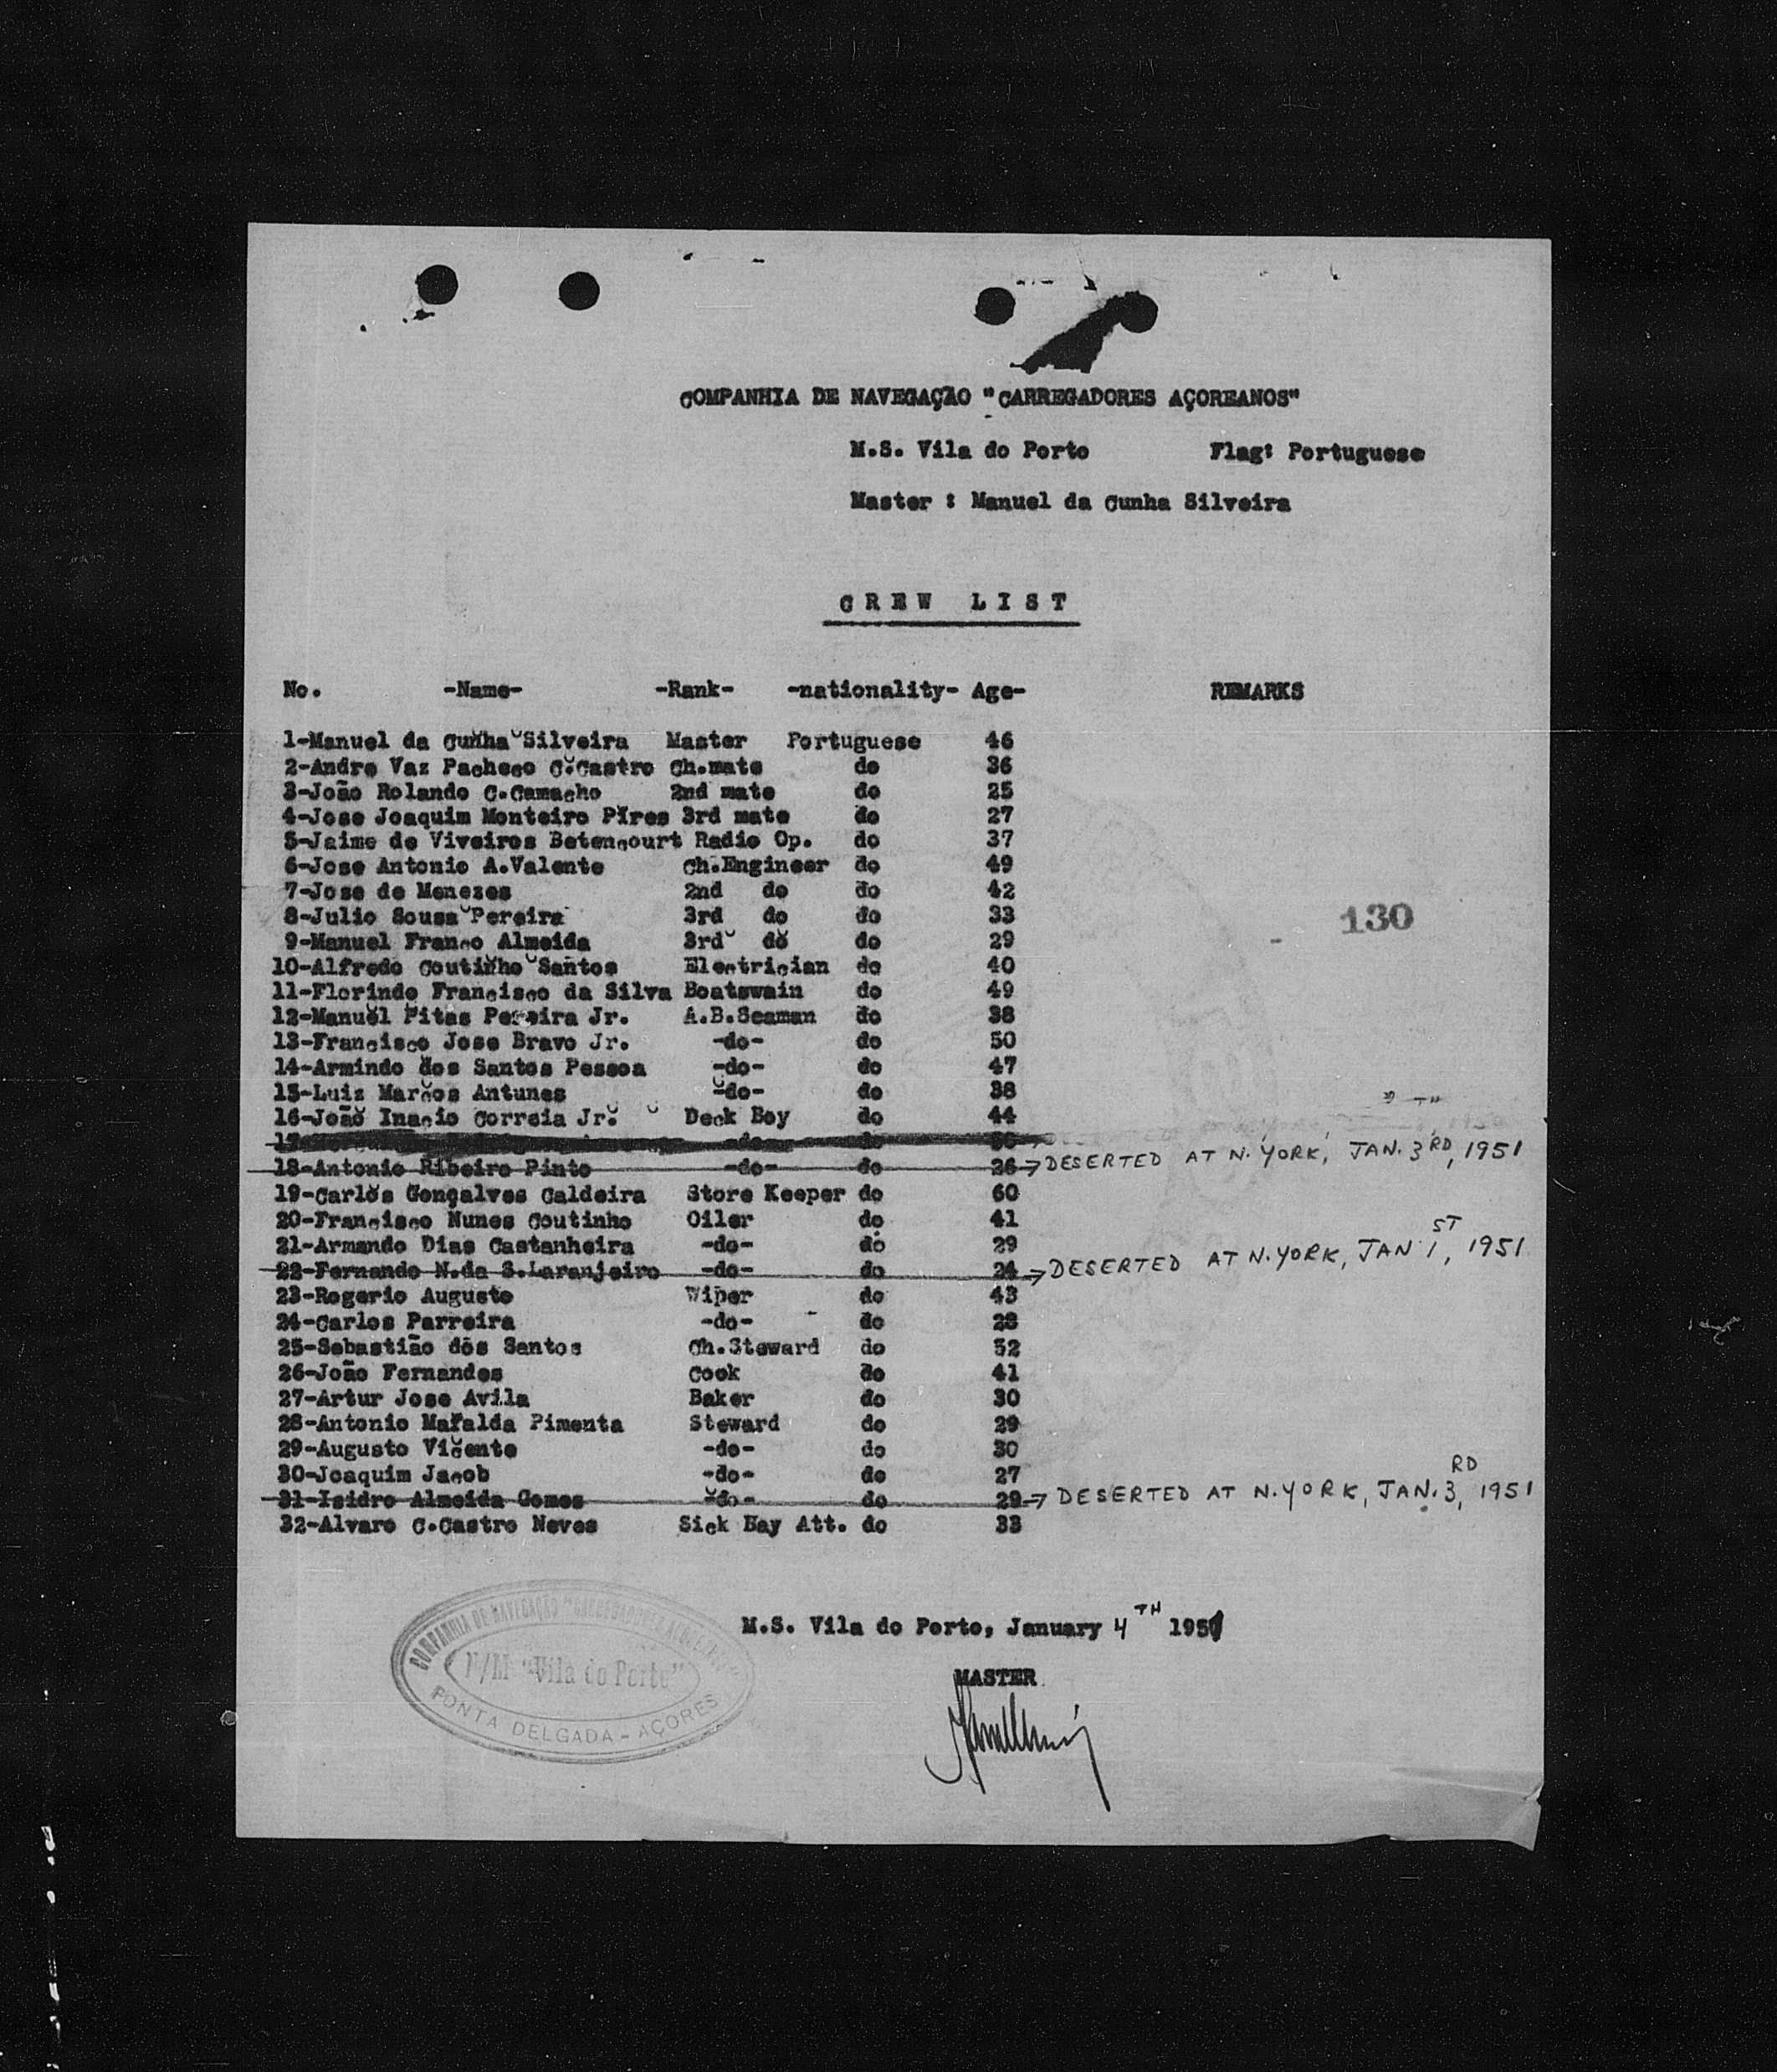 COMPANHIA DE NAVEGAÇÃO "CARREGADORES AÇOREANOS"
M.S. Vila do Porto Flag: Portuguese
Master : Manuel da Cunha Silveira
CREW LIST
No. -Name- -Rank- -nationality- Age- REMARKS
1-Manuel da Cunha Silveira Master Portuguese 46
2-Andre Vaz Pacheco C.Castro Ch.mate do 36
3-João Rolando C.Camacho 2nd mate do 25
4-Jose Joaquim Monteiro Pires 3rd mate do 27
5-Jaime de Viveiros Betencourt Radio Op. do 37
6-Jose Antonio A.Valente Ch.Engineer do 49
7-Jose de Menezes 2nd do do 42
8-Julio Sousa Pereira 3rd do do 33
130
9-Manuel Franco Almeida 3rd do do 29
10-Alfredo Coutinho Santos Electrician do 40
11-Florindo Francisco da Silva Boatswain do 49
12-Manuel Pitas Pereira Jr. A.B.Seaman do 38
13-Francisco Jose Bravo Jr. -do- do 50
14-Armindo dos Santos Pessoa -do- do 47
15-Luiz Marcos Antunes -do- do 38
16-João Inacio Correia Jr. Deck Boy do 44
17- -do- do
18-Antonio Ribeiro Pinto -do- do 26 → DESERTED AT N. YORK, JAN. 3RD, 1951
19-Carlos Gonçalves Caldeira Store Keeper do 60
20-Francisco Nunes Coutinho Oiler do 41
21-Armando Dias Castanheira -do- do 29
22-Fernando N.da S.Laranjeiro -do- do 24 → DESERTED AT N.YORK, JAN 1ST, 1951
23-Rogerio Augusto Wiper do 43
24-Carlos Parreira -do- do 28
25-Sebastião dos Santos Ch.Steward do 52
26-João Fernandes Cook do 41
27-Artur Jose Avila Baker do 30
28-Antonio Mafalda Pimenta Steward do 29
29-Augusto Vicente -do- do 30
30-Joaquim Jacob -do- do 27
31-Isidro Almeida Gomes -do- do 29 → DESERTED AT N.YORK, JAN. 3RD, 1951
32-Alvaro C.Castro Neves Sick Bay Att. do 33
M.S. Vila do Porto, January 4TH 1951
MASTER
COMPANHIA DE NAVEGAÇÃO "CARREGADORES AÇOREANOS"
N/M "Vila do Porto"
PONTA DELGADA - AÇORES